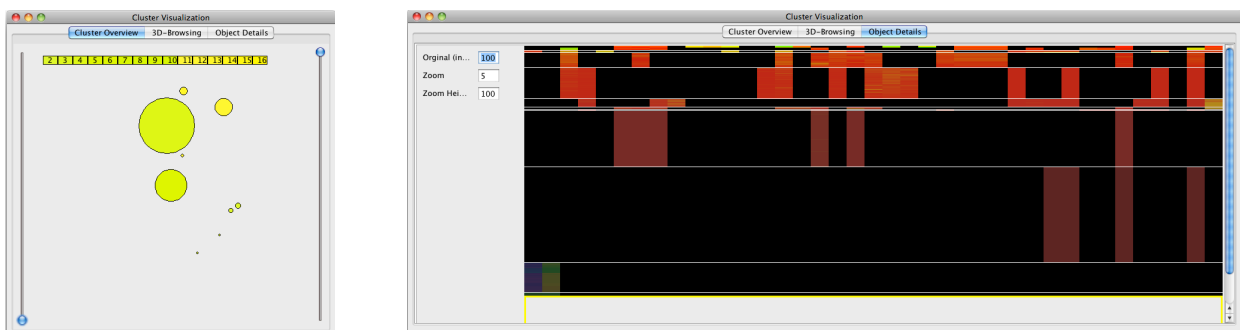 Cluster Visualization
Cluster Overview 3D-Browsing Object Details
2 3 4 5 6 7 8 9 10 11 12 13 14 15 16
Cluster Visualization
Cluster Overview 3D-Browsing Object Details
Orginal (in... 100
Zoom 5
Zoom Hei... 100